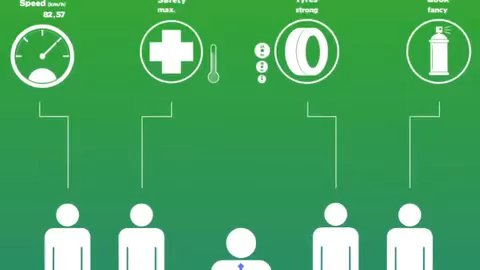 Speed [km/h]
82,57
Safety
max.
Tyres
strong
Look
fancy